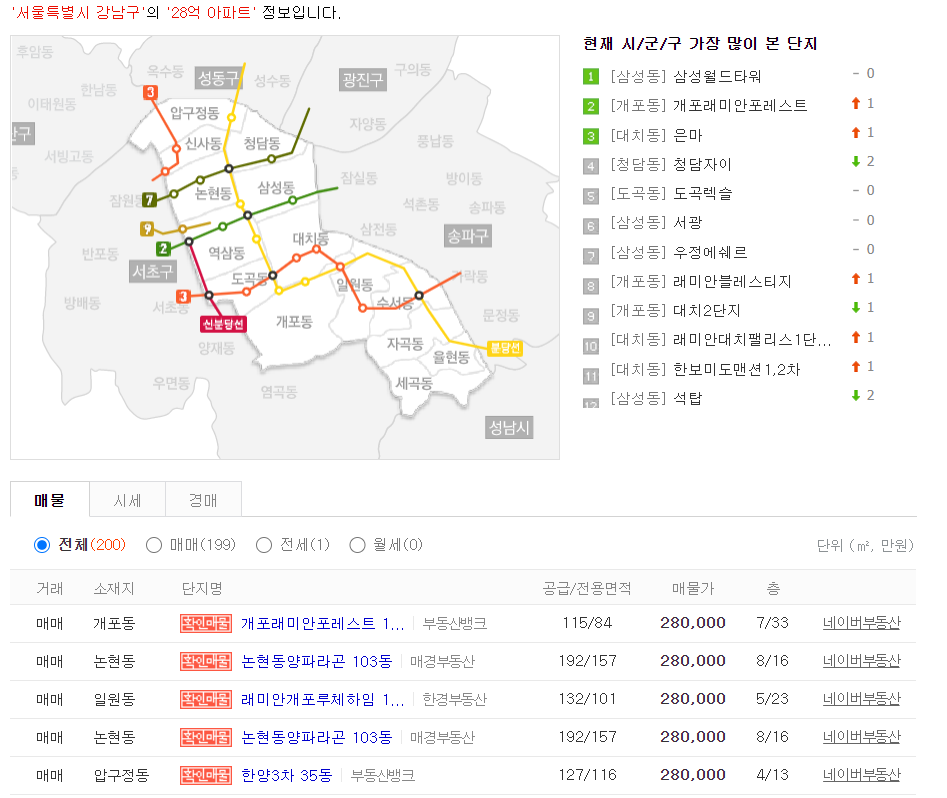 '서울특별시 강남구'의 '28억 아파트' 정보입니다.
후암동
옥수동
성동구
성수동
광진구
구의동
한남동
3
이태원동
압구정동
자양동
신사동
청담동
풍납동
서빙고동
잠실동
방이동
삼성동
논현동
7
잠원동
석촌동
송파동
9
삼전동
송파구
2
대치동
역삼동
반포동
서초구
도곡동
일원동
가락동
3
방배동
서초동
수서동
신분당선
개포동
문정동
양재동
자곡동
분당선
율현동
우면동
염곡동
세곡동
성남시
현재 시/군/구 가장 많이 본 단지
1 [삼성동] 삼성월드타워 - 0
2 [개포동] 개포래미안포레스트 1
3 [대치동] 은마 1
4 [청담동] 청담자이 2
5 [도곡동] 도곡렉슬 - 0
6 [삼성동] 서광 - 0
7 [삼성동] 우정에쉐르 - 0
8 [개포동] 래미안블레스티지 1
9 [개포동] 대치2단지 1
10 [대치동] 래미안대치팰리스1단... 1
11 [대치동] 한보미도맨션1,2차 1
12 [삼성동] 석탑 2
매물 시세 경매
전체(200) 매매(199) 전세(1) 월세(0) 단위 (㎡, 만원)
거래 소재지 단지명 공급/전용면적 매물가 층
매매 개포동 확인매물 개포래미안포레스트 1... 부동산뱅크 115/84 280,000 7/33 네이버부동산
매매 논현동 확인매물 논현동양파라곤 103동 매경부동산 192/157 280,000 8/16 네이버부동산
매매 일원동 확인매물 래미안개포루체하임 1... 한경부동산 132/101 280,000 5/23 네이버부동산
매매 논현동 확인매물 논현동양파라곤 103동 매경부동산 192/157 280,000 8/16 네이버부동산
매매 압구정동 확인매물 한양3차 35동 부동산뱅크 127/116 280,000 4/13 네이버부동산